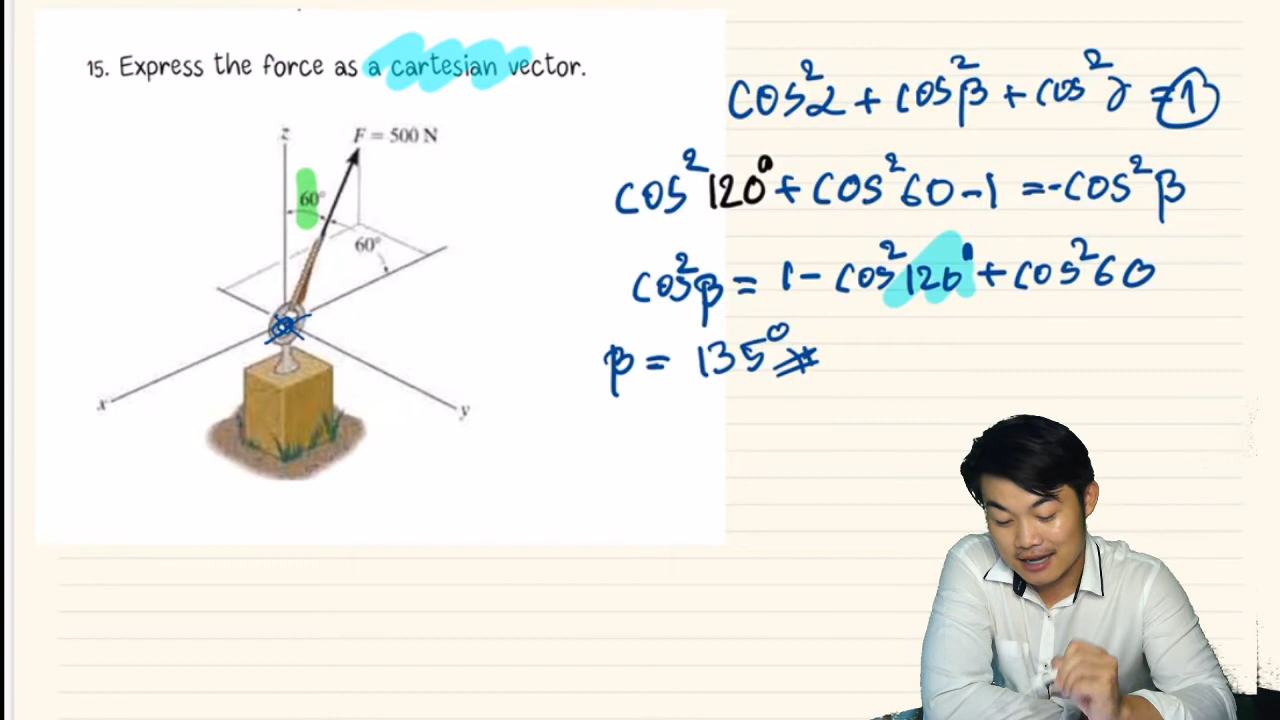 15. Express the force as a cartesian vector.
z
F = 500 N
60°
60°
x
y
cos²α + cos²β + cos²γ = 1
cos²120° + cos²60 - 1 = -cos²β
cos²β = 1 - cos²120° + cos²60
β = 135°